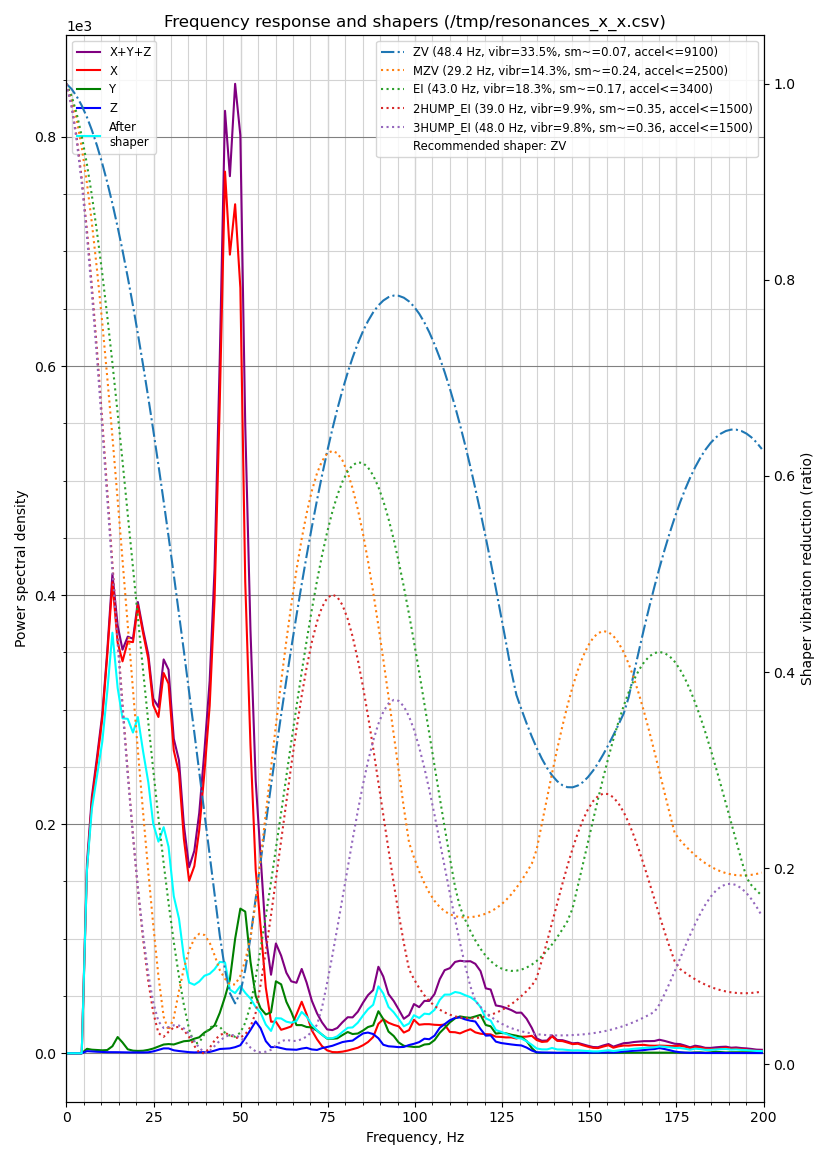 Frequency response and shapers (/tmp/resonances_x_x.csv)
1e3
X+Y+Z
X
Y
Z
After
shaper
ZV (48.4 Hz, vibr=33.5%, sm~=0.07, accel<=9100)
MZV (29.2 Hz, vibr=14.3%, sm~=0.24, accel<=2500)
EI (43.0 Hz, vibr=18.3%, sm~=0.17, accel<=3400)
2HUMP_EI (39.0 Hz, vibr=9.9%, sm~=0.35, accel<=1500)
3HUMP_EI (48.0 Hz, vibr=9.8%, sm~=0.36, accel<=1500)
Recommended shaper: ZV
Power spectral density
0.8
0.6
0.4
0.2
0.0
1.0
0.8
0.6
0.4
0.2
0.0
Shaper vibration reduction (ratio)
0 25 50 75 100 125 150 175 200
Frequency, Hz